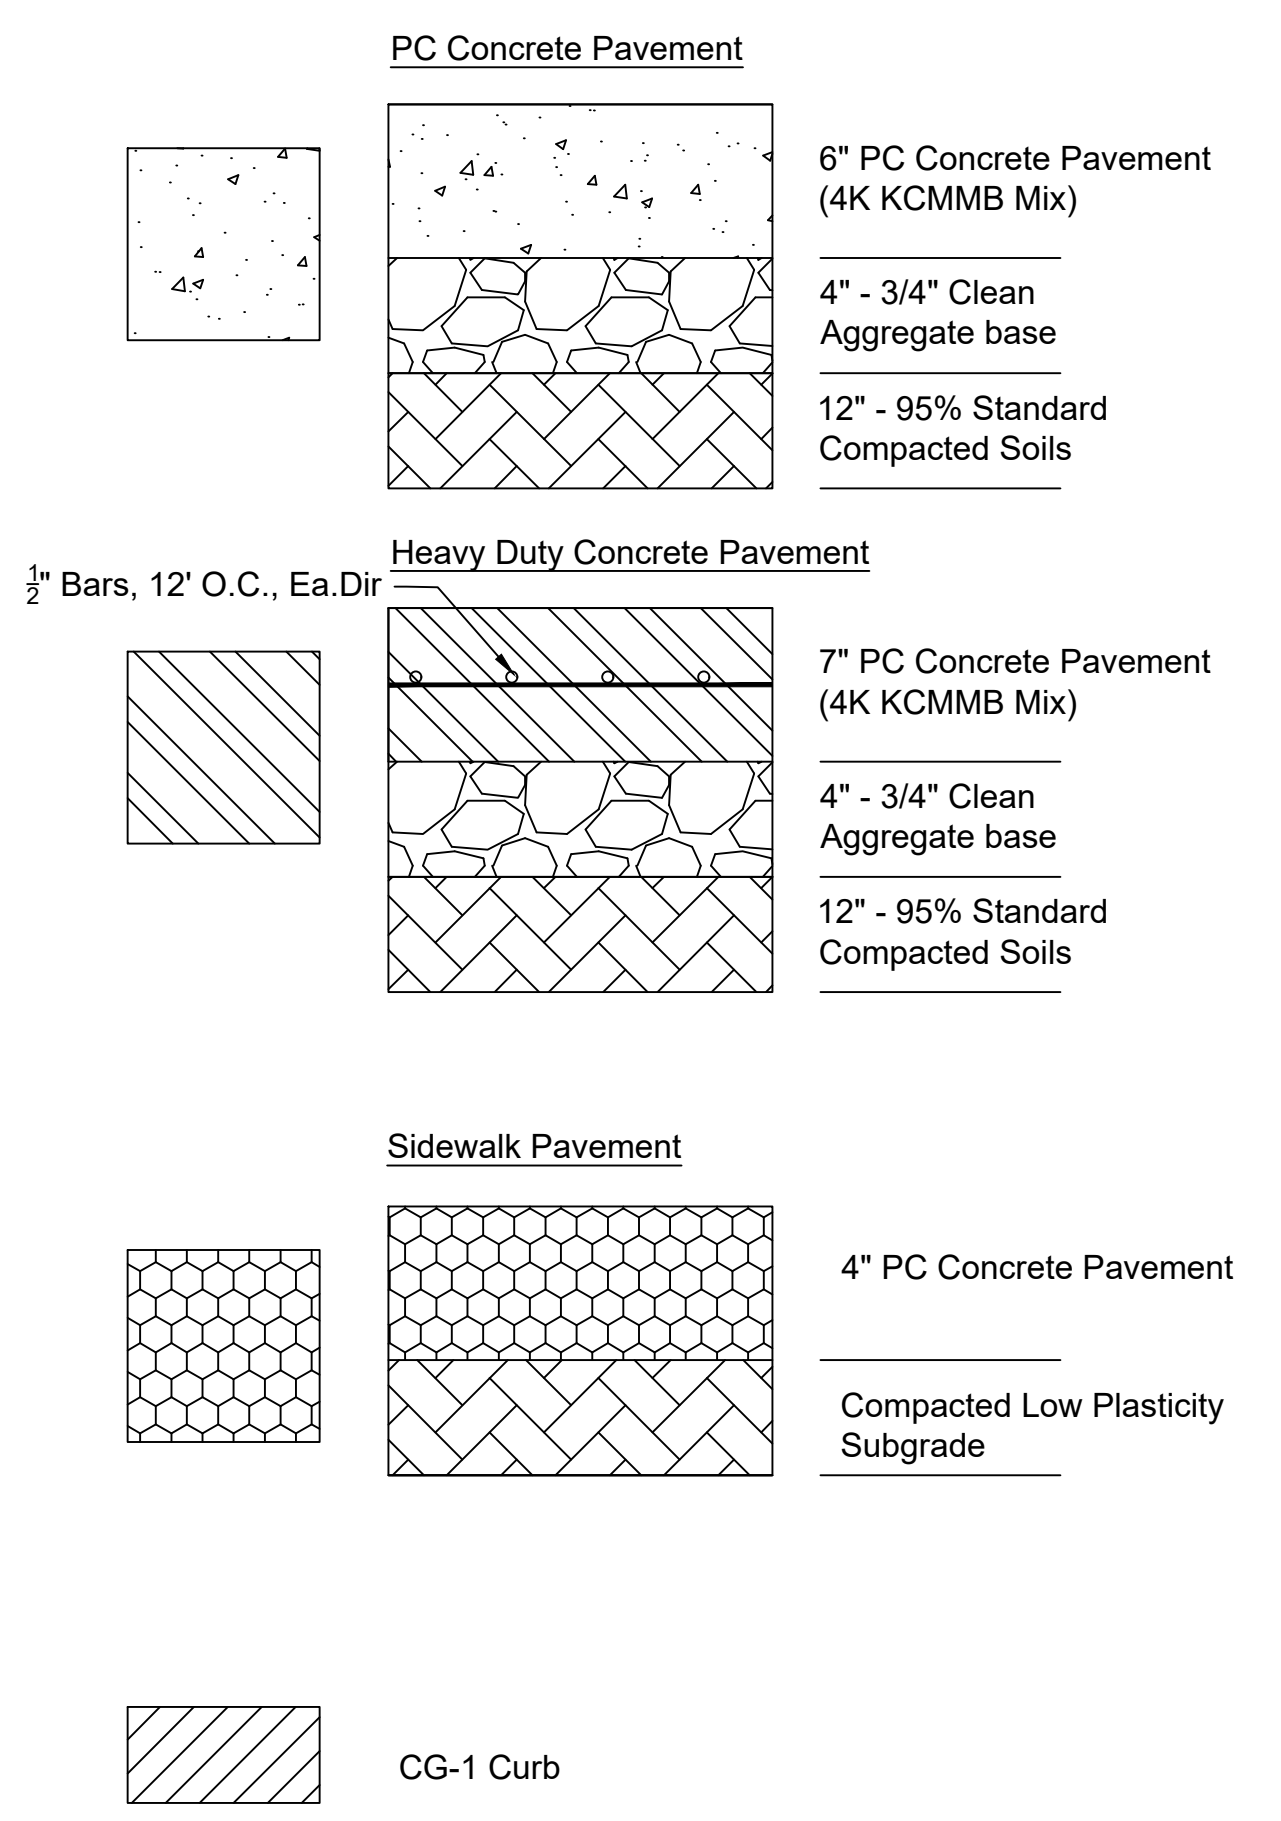 PC Concrete Pavement
6" PC Concrete Pavement
(4K KCMMB Mix)
4" - 3/4" Clean
Aggregate base
12" - 95% Standard
Compacted Soils
Heavy Duty Concrete Pavement
½" Bars, 12' O.C., Ea.Dir
7" PC Concrete Pavement
(4K KCMMB Mix)
4" - 3/4" Clean
Aggregate base
12" - 95% Standard
Compacted Soils
Sidewalk Pavement
4" PC Concrete Pavement
Compacted Low Plasticity
Subgrade
CG-1 Curb